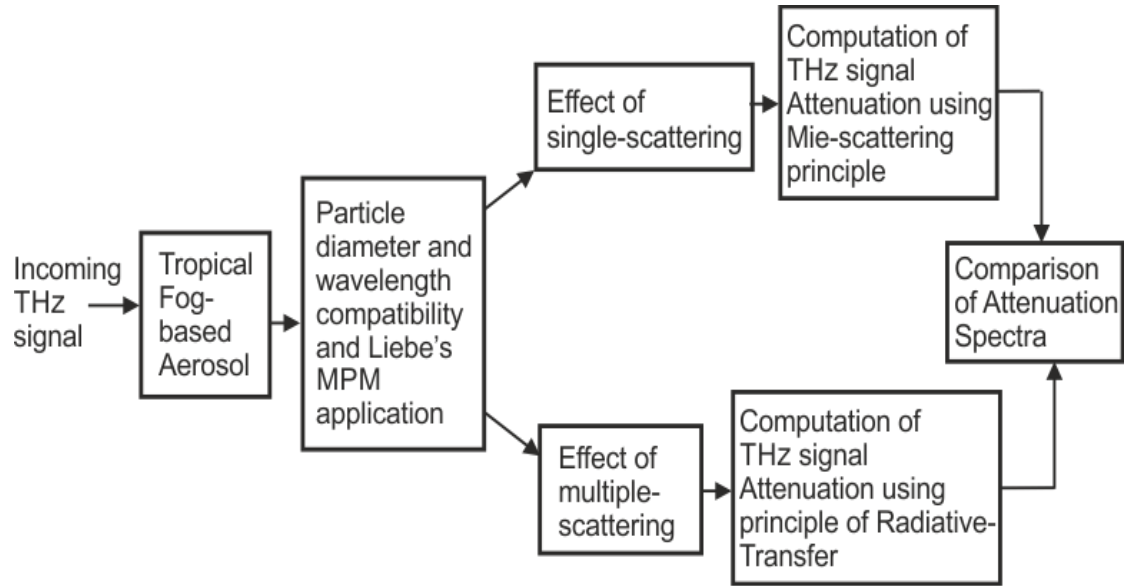 Incoming
THz
signal
Tropical
Fog-
based
Aerosol
Particle
diameter and
wavelength
compatibility
and Liebe's
MPM
application
Effect of
single-scattering
Computation of
THz signal
Attenuation using
Mie-scattering
principle
Effect of
multiple-
scattering
Computation of
THz signal
Attenuation using
principle of Radiative-
Transfer
Comparison
of Attenuation
Spectra